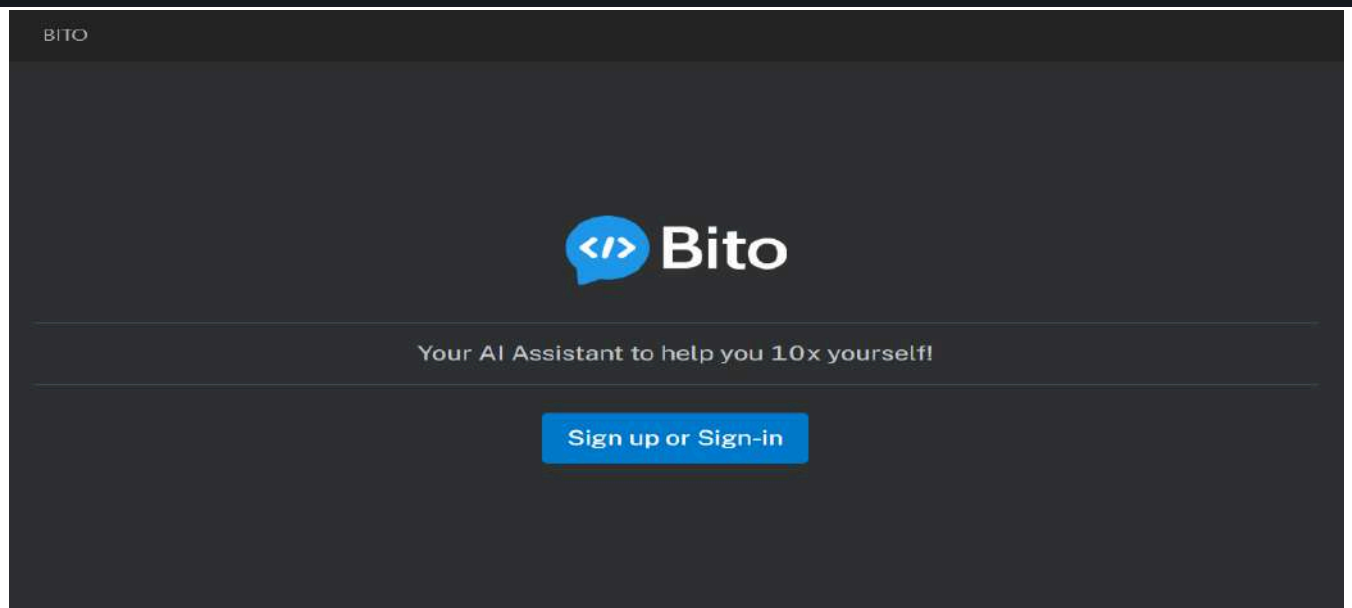 BITO
</> Bito
Your AI Assistant to help you 10x yourself!
Sign up or Sign-in